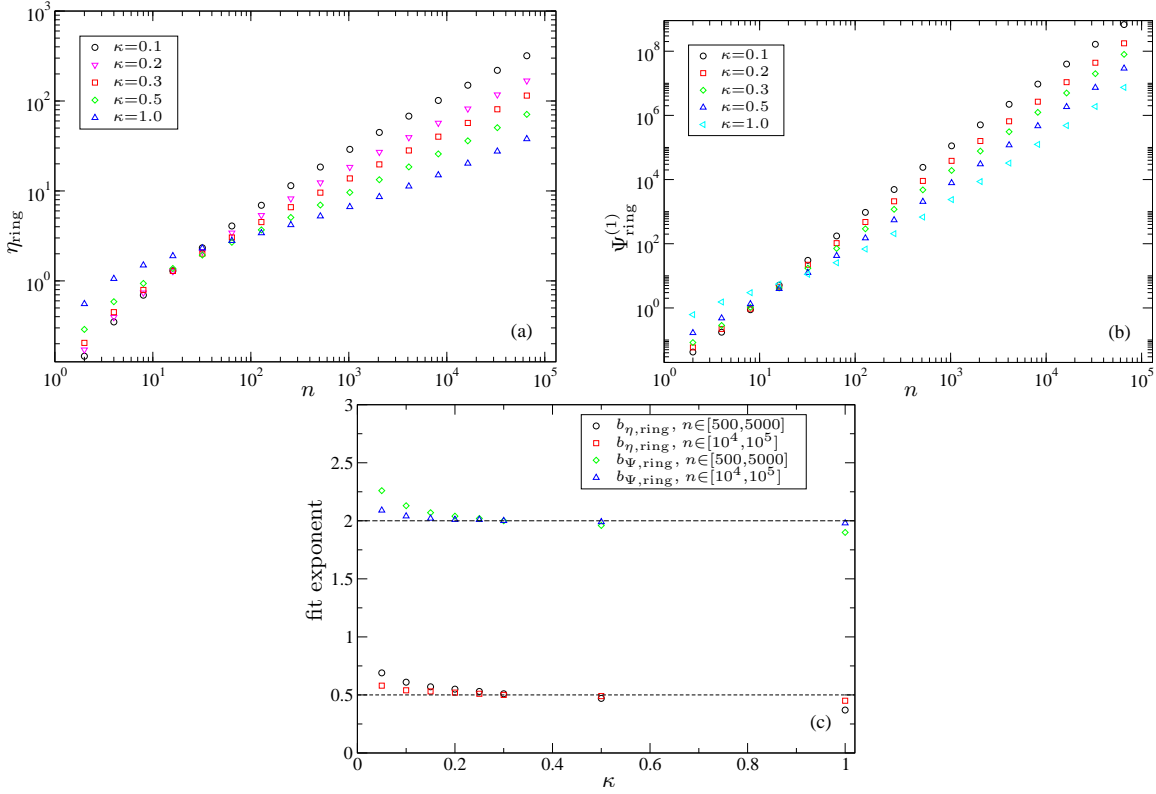 10^3
10^2
10^1
10^0
η_ring
κ=0.1
κ=0.2
κ=0.3
κ=0.5
κ=1.0
(a)
10^0 10^1 10^2 10^3 10^4 10^5
n
10^8
10^6
10^4
10^2
10^0
Ψ_ring^(1)
κ=0.1
κ=0.2
κ=0.3
κ=0.5
κ=1.0
(b)
10^0 10^1 10^2 10^3 10^4 10^5
n
3
2.5
2
1.5
1
0.5
0
fit exponent
b_η,ring, n∈[500,5000]
b_η,ring, n∈[10^4,10^5]
b_Ψ,ring, n∈[500,5000]
b_Ψ,ring, n∈[10^4,10^5]
(c)
0 0.2 0.4 0.6 0.8 1
κ